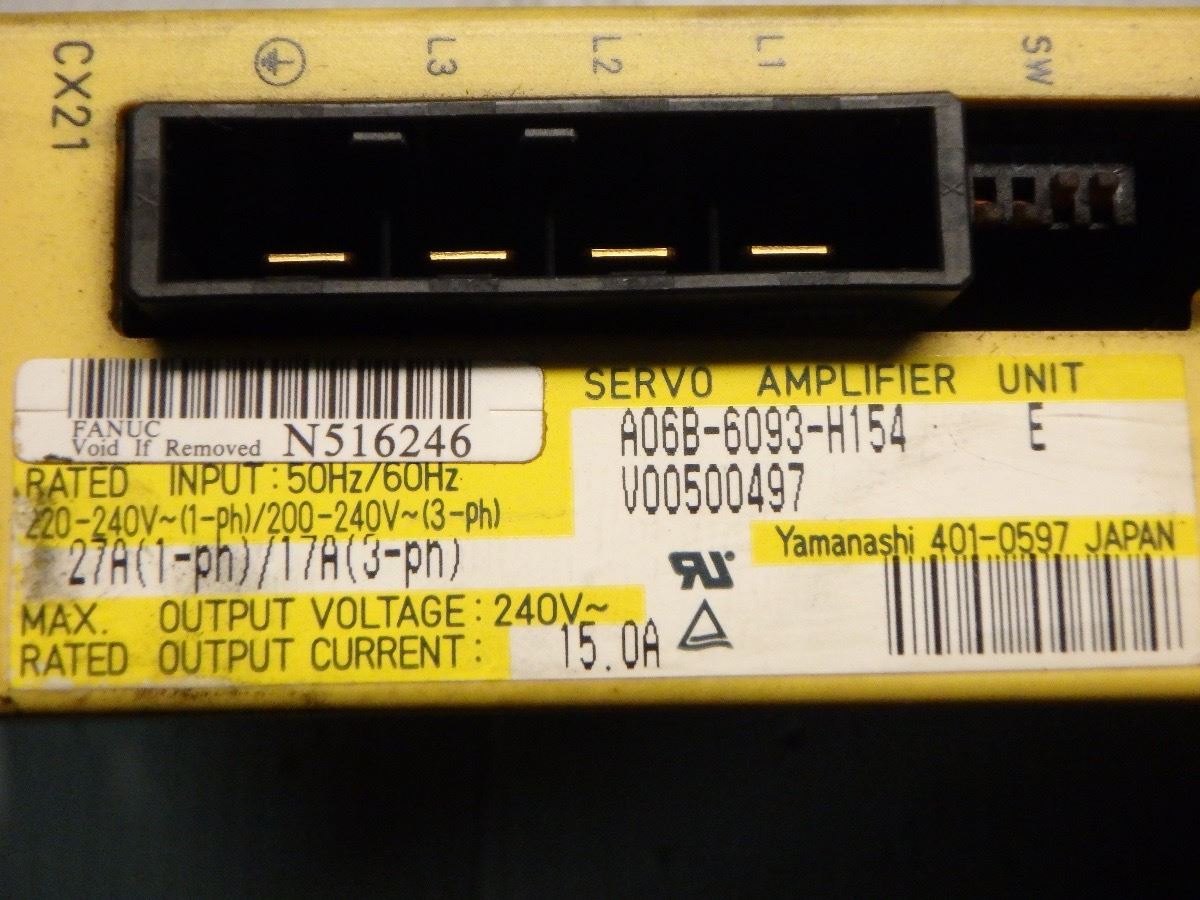 CX21
L3
L2
L1
SW
FANUC
Void If Removed N516246
SERVO AMPLIFIER UNIT
A06B-6093-H154 E
V00500497
RATED INPUT: 50Hz/60Hz
220-240V~(1-ph)/200-240V~(3-ph)
27A(1-ph)/17A(3-ph)
Yamanashi 401-0597 JAPAN
MAX. OUTPUT VOLTAGE: 240V~
RATED OUTPUT CURRENT: 15.0A